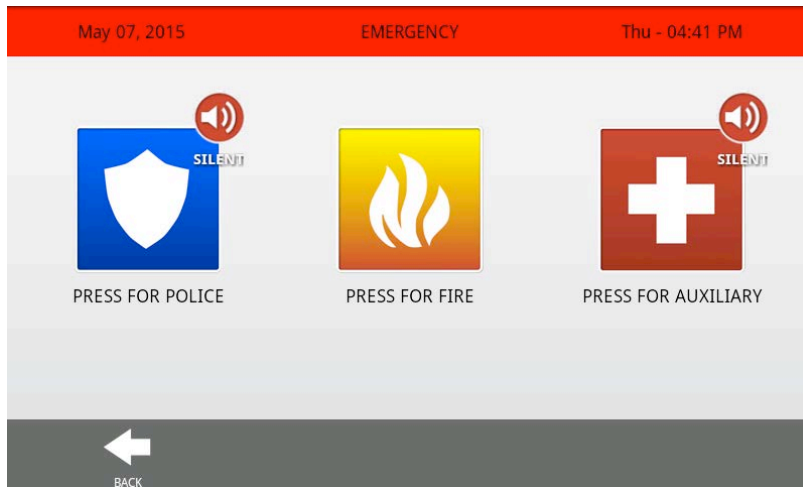 May 07, 2015 EMERGENCY Thu - 04:41 PM
SILENT SILENT
PRESS FOR POLICE PRESS FOR FIRE PRESS FOR AUXILIARY
BACK